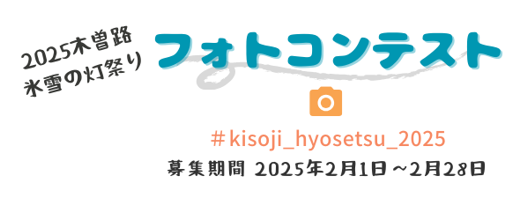 2025木曽路
氷雪の灯祭り
フォトコンテスト
＃kisoji_hyosetsu_2025
募集期間 2025年2月1日～2月28日